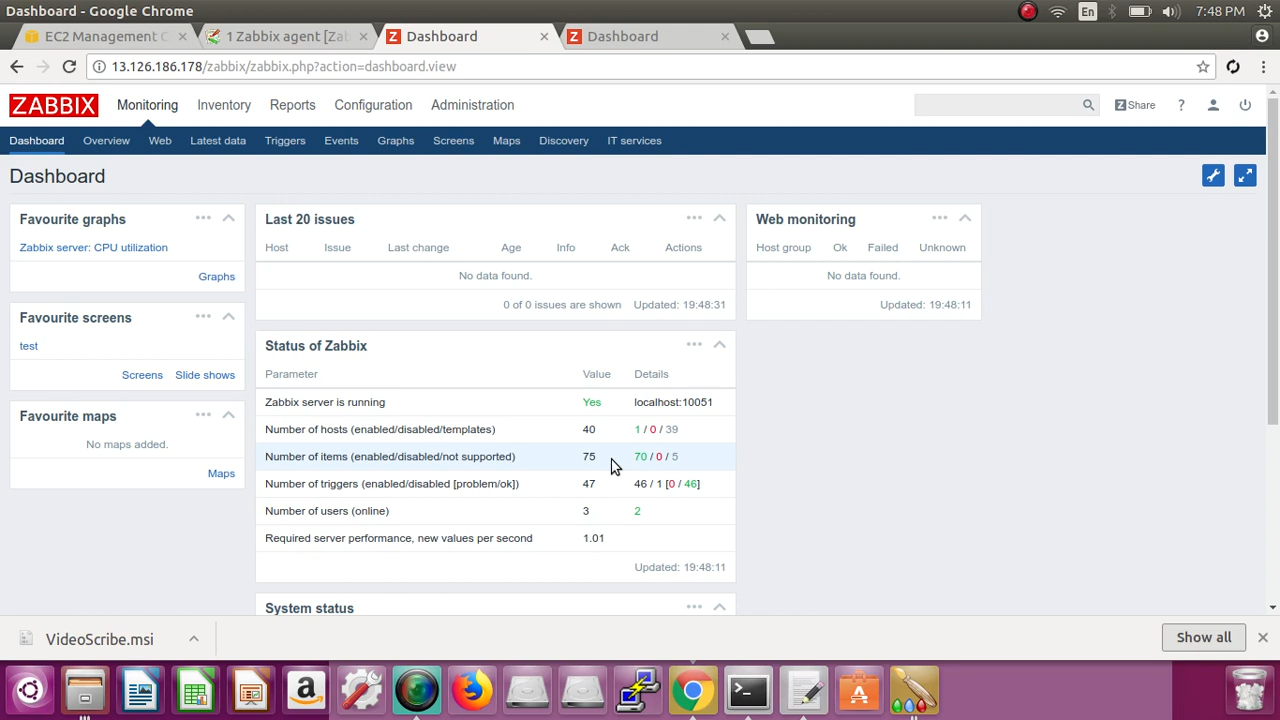 Dashboard - Google Chrome
En
7:48 PM
EC2 Management C
1 Zabbix agent [Zab
Z Dashboard
Z Dashboard
13.126.186.178/zabbix/zabbix.php?action=dashboard.view
ZABBIX Monitoring Inventory Reports Configuration Administration
Z Share ?
Dashboard Overview Web Latest data Triggers Events Graphs Screens Maps Discovery IT services
Dashboard
Favourite graphs
Zabbix server: CPU utilization
Graphs
Favourite screens
test
Screens Slide shows
Favourite maps
No maps added.
Maps
Last 20 issues
Host Issue Last change Age Info Ack Actions
No data found.
0 of 0 issues are shown Updated: 19:48:31
Status of Zabbix
Parameter Value Details
Zabbix server is running Yes localhost:10051
Number of hosts (enabled/disabled/templates) 40 1 / 0 / 39
Number of items (enabled/disabled/not supported) 75 70 / 0 / 5
Number of triggers (enabled/disabled [problem/ok]) 47 46 / 1 [0 / 46]
Number of users (online) 3 2
Required server performance, new values per second 1.01
Updated: 19:48:11
System status
Web monitoring
Host group Ok Failed Unknown
No data found.
Updated: 19:48:11
VideoScribe.msi
Show all